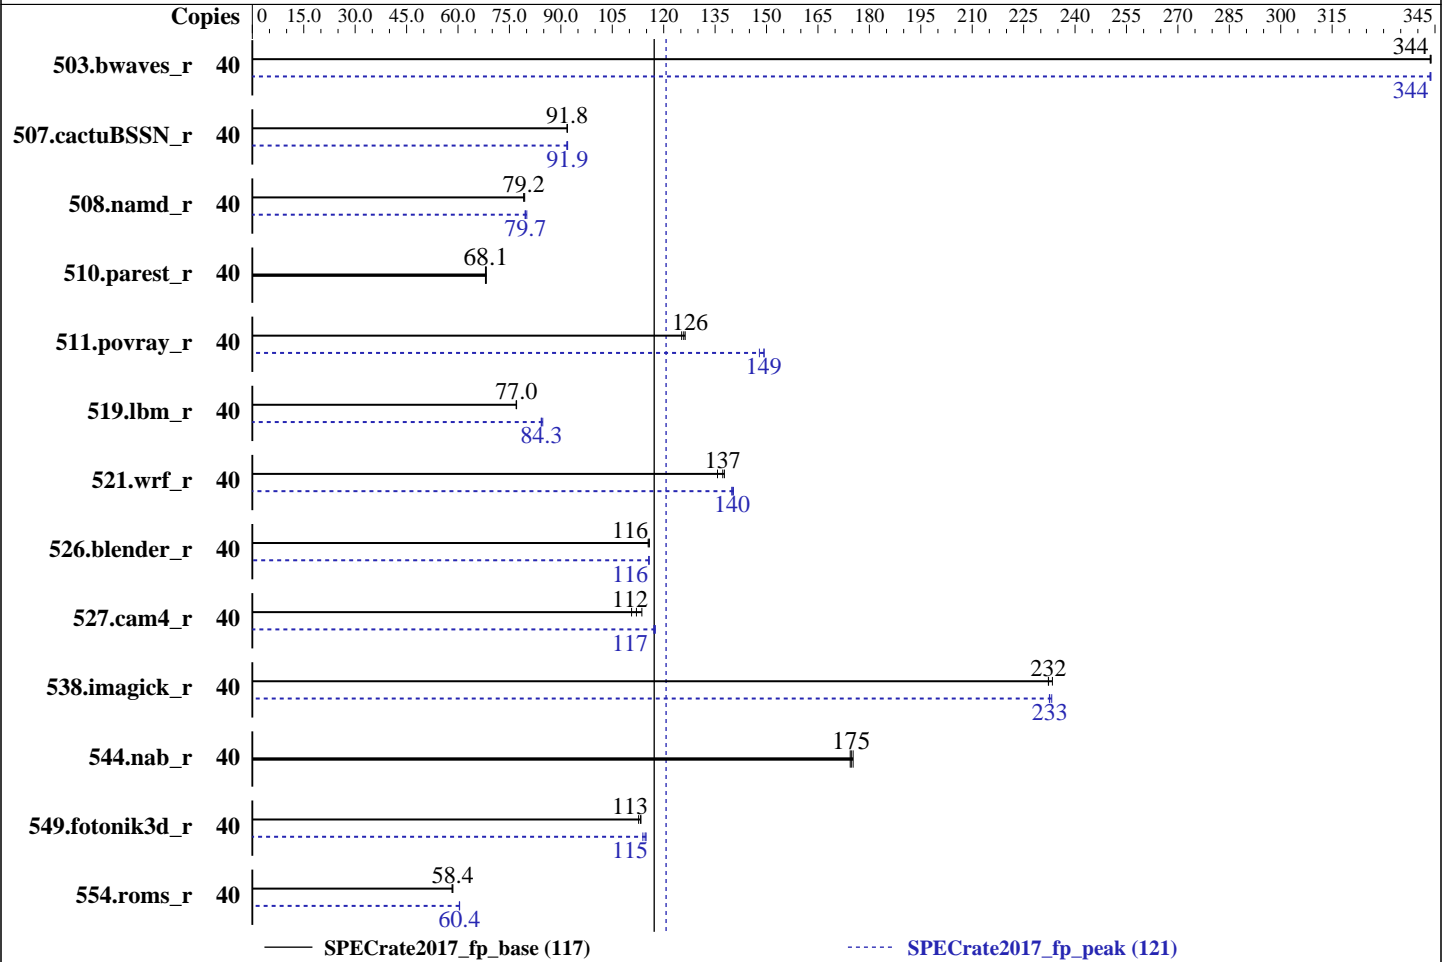 Copies 0 15.0 30.0 45.0 60.0 75.0 90.0 105 120 135 150 165 180 195 210 225 240 255 270 285 300 315 345
344
503.bwaves_r 40
344
91.8
507.cactuBSSN_r 40
91.9
79.2
508.namd_r 40
79.7
68.1
510.parest_r 40
126
511.povray_r 40
149
77.0
519.lbm_r 40
84.3
137
521.wrf_r 40
140
116
526.blender_r 40
116
112
527.cam4_r 40
117
232
538.imagick_r 40
233
175
544.nab_r 40
113
549.fotonik3d_r 40
115
58.4
554.roms_r 40
60.4
SPECrate2017_fp_base (117) SPECrate2017_fp_peak (121)